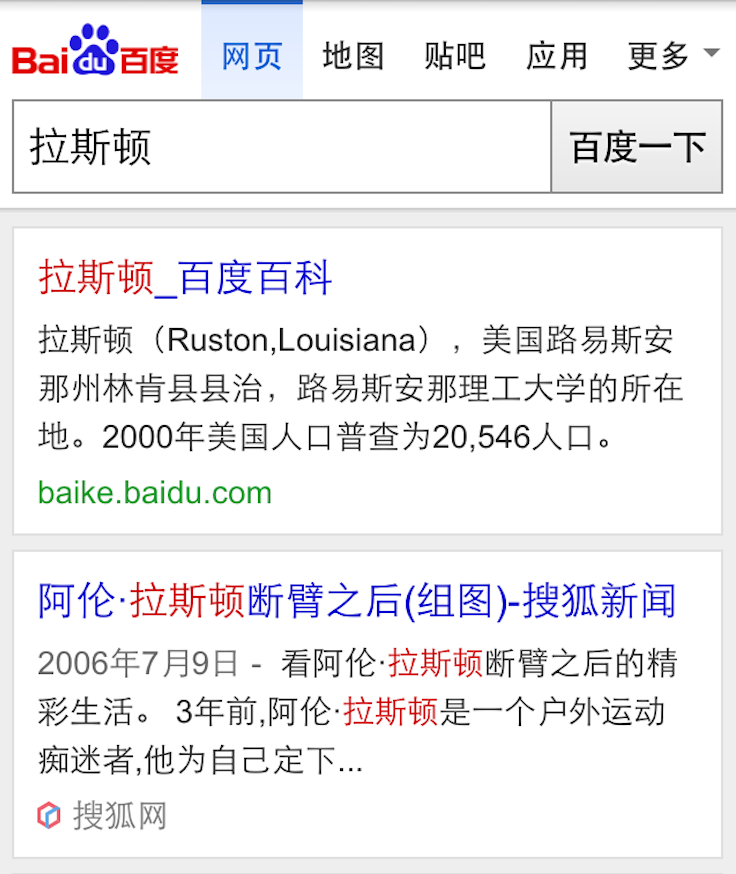 Bai du 百度 网页 地图 贴吧 应用 更多
拉斯顿 百度一下
拉斯顿_百度百科
拉斯顿（Ruston,Louisiana），美国路易斯安
那州林肯县县治，路易斯安那理工大学的所在
地。2000年美国人口普查为20,546人口。
baike.baidu.com
阿伦·拉斯顿断臂之后(组图)-搜狐新闻
2006年7月9日 - 看阿伦·拉斯顿断臂之后的精
彩生活。 3年前,阿伦·拉斯顿是一个户外运动
痴迷者,他为自己定下...
搜狐网